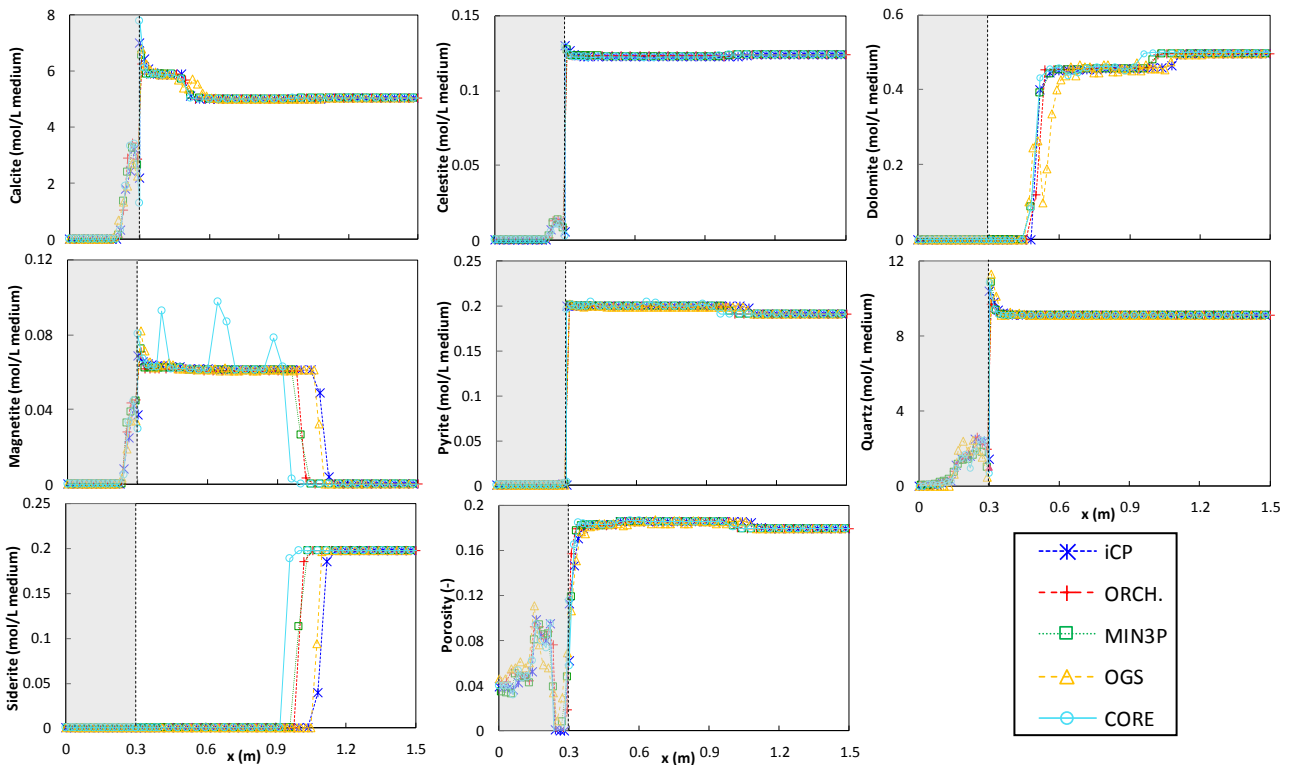 8
6
4
2
0
Calcite (mol/L medium)
0.15
0.1
0.05
0
Celestite (mol/L medium)
0.4
0.2
0
Dolomite (mol/L medium)
0.12
0.08
0.04
0
Magnetite (mol/L medium)
0.25
0.2
0.15
0.1
0.05
0
Pyrite (mol/L medium)
12
9
6
3
0
Quartz (mol/L medium)
0 0.3 0.6 0.9 1.2 1.5
x (m)
0.25
0.2
0.15
0.1
0.05
0
Siderite (mol/L medium)
0 0.3 0.6 0.9 1.2 1.5
x (m)
0.2
0.16
0.12
0.08
0.04
0
Porosity (-)
0 0.3 0.6 0.9 1.2 1.5
x (m)
iCP
ORCH.
MIN3P
OGS
CORE